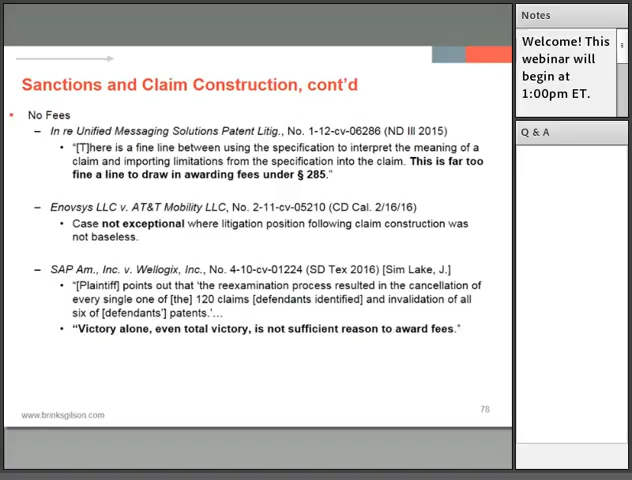 Sanctions and Claim Construction, cont'd
▪ No Fees
– In re Unified Messaging Solutions Patent Litig., No. 1-12-cv-06286 (ND Ill 2015)
• "[T]here is a fine line between using the specification to interpret the meaning of a
claim and importing limitations from the specification into the claim. This is far too
fine a line to draw in awarding fees under § 285."
– Enovsys LLC v. AT&T Mobility LLC, No. 2-11-cv-05210 (CD Cal. 2/16/16)
• Case not exceptional where litigation position following claim construction was
not baseless.
– SAP Am., Inc. v. Wellogix, Inc., No. 4-10-cv-01224 (SD Tex 2016) [Sim Lake, J.]
• "[Plaintiff] points out that 'the reexamination process resulted in the cancellation of
every single one of [the] 120 claims [defendants identified] and invalidation of all
six of [defendants'] patents.'…
• "Victory alone, even total victory, is not sufficient reason to award fees."
www.brinksgilson.com
78
Notes
Welcome! This
webinar will
begin at
1:00pm ET.
Q & A